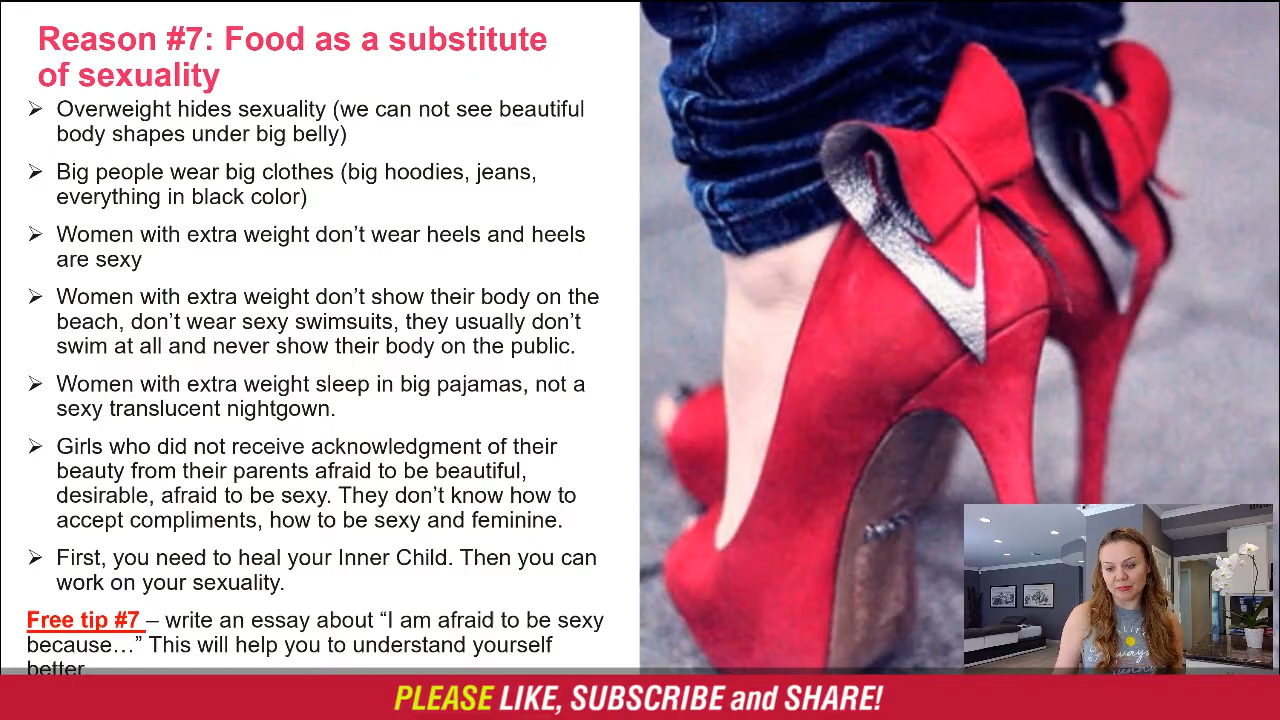 Reason #7: Food as a substitute
of sexuality
➢ Overweight hides sexuality (we can not see beautiful
body shapes under big belly)
➢ Big people wear big clothes (big hoodies, jeans,
everything in black color)
➢ Women with extra weight don’t wear heels and heels
are sexy
➢ Women with extra weight don’t show their body on the
beach, don’t wear sexy swimsuits, they usually don’t
swim at all and never show their body on the public.
➢ Women with extra weight sleep in big pajamas, not a
sexy translucent nightgown.
➢ Girls who did not receive acknowledgment of their
beauty from their parents afraid to be beautiful,
desirable, afraid to be sexy. They don’t know how to
accept compliments, how to be sexy and feminine.
➢ First, you need to heal your Inner Child. Then you can
work on your sexuality.
Free tip #7 – write an essay about “I am afraid to be sexy
because…” This will help you to understand yourself
better
PLEASE LIKE, SUBSCRIBE and SHARE!